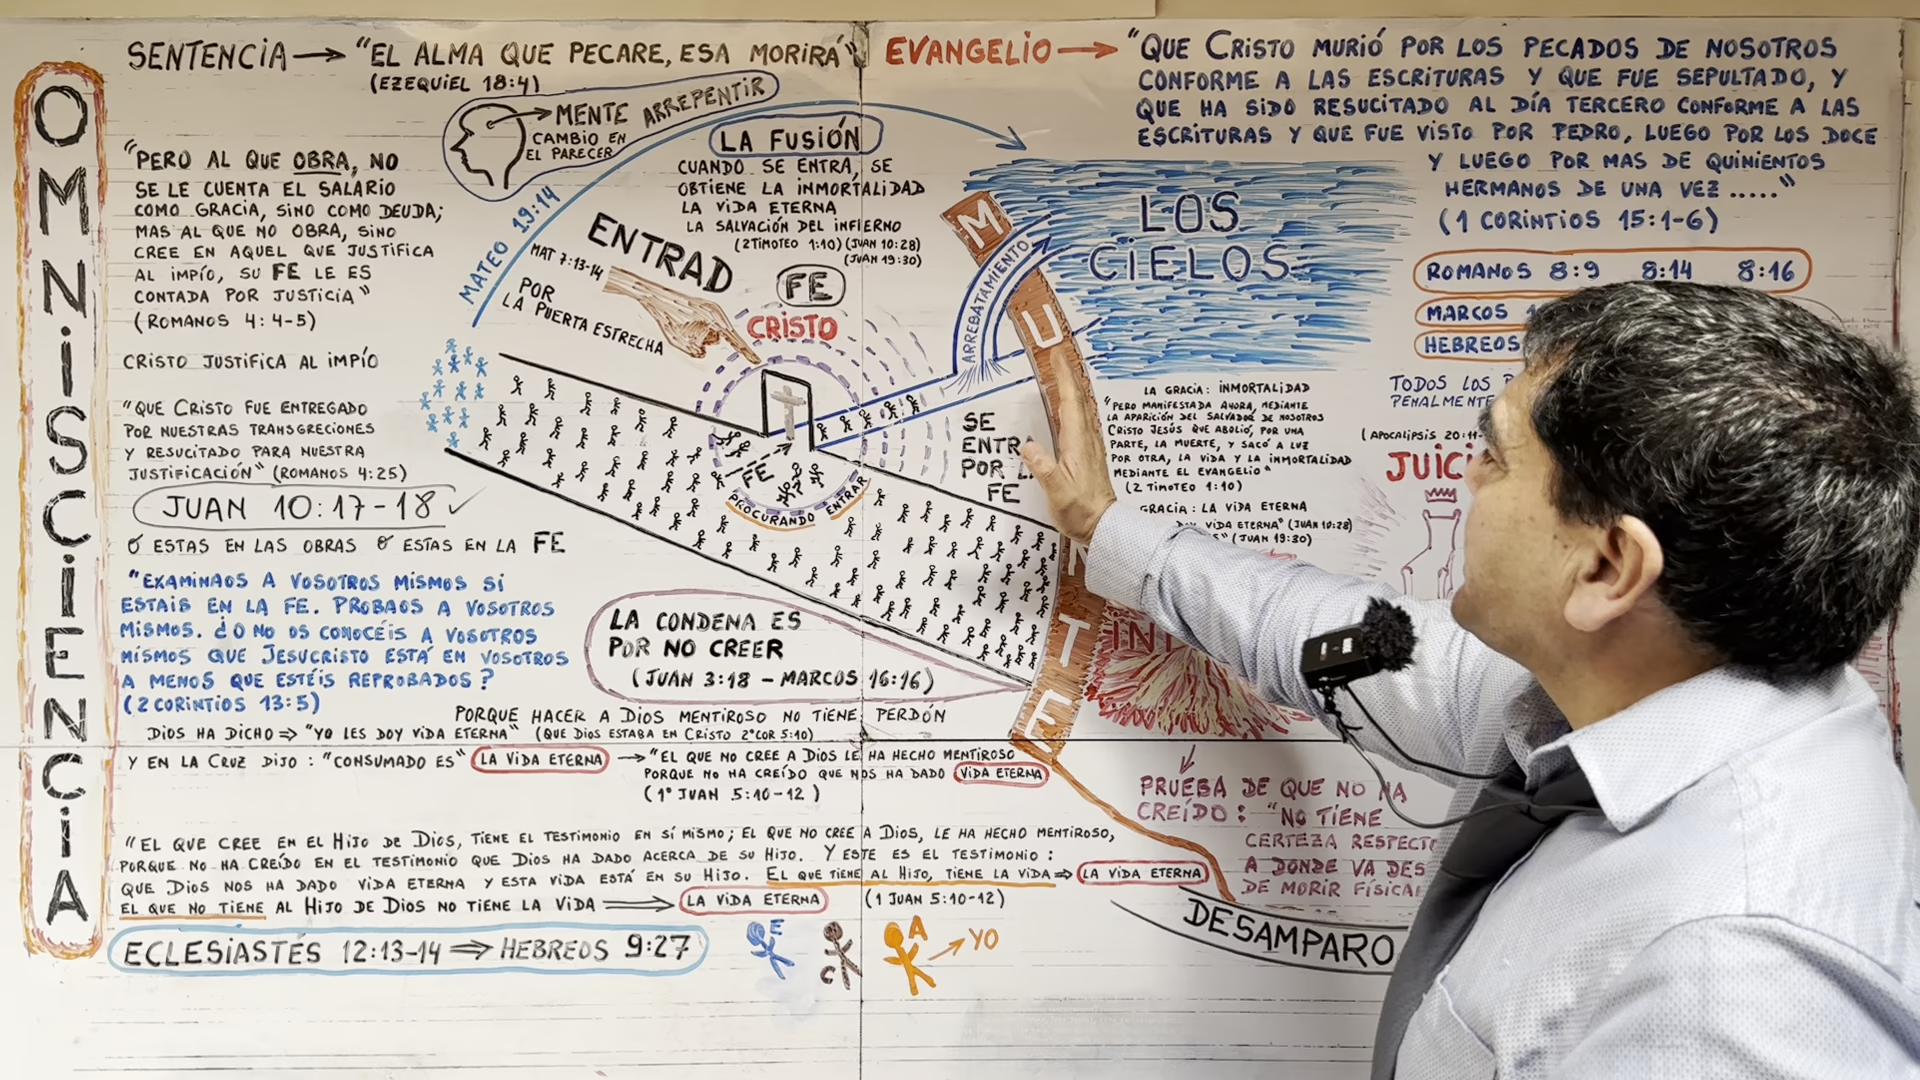 OMNISCIENCIA
SENTENCIA → "EL ALMA QUE PECARE, ESA MORIRÁ"
(EZEQUIEL 18:4)
MENTE ARREPENTIR
CAMBIO EN
EL PARECER
"PERO AL QUE OBRA, NO
SE LE CUENTA EL SALARIO
COMO GRACIA, SINO COMO DEUDA;
MAS AL QUE NO OBRA, SINO
CREE EN AQUEL QUE JUSTIFICA
AL IMPÍO, SU FE LE ES
CONTADA POR JUSTICIA"
(ROMANOS 4:4-5)
CRISTO JUSTIFICA AL IMPÍO
"QUE CRISTO FUE ENTREGADO
POR NUESTRAS TRANSGRECIONES
Y RESUCITADO PARA NUESTRA
JUSTIFICACIÓN" (ROMANOS 4:25)
JUAN 10:17-18
Ó ESTAS EN LAS OBRAS Ó ESTAS EN LA FE
"EXAMINAOS A VOSOTROS MISMOS SI
ESTAIS EN LA FE. PROBAOS A VOSOTROS
MISMOS. ¿O NO OS CONOCÉIS A VOSOTROS
MISMOS QUE JESUCRISTO ESTÁ EN VOSOTROS
A MENOS QUE ESTÉIS REPROBADOS?
(2 CORINTIOS 13:5)
MATEO 19:14
LA FUSIÓN
CUANDO SE ENTRA, SE
OBTIENE LA INMORTALIDAD
LA VIDA ETERNA
LA SALVACIÓN DEL INFIERNO
(2TIMOTEO 1:10) (JUAN 10:28)
(JUAN 19:30)
ENTRAD
MAT 7:13-14
POR
LA PUERTA ESTRECHA
FE
CRISTO
FE
PROCURANDO ENTRAR
SE
ENTRA
POR
FE
ARREBATAMIENTO
MU
NTE
LOS
CIELOS
LA CONDENA ES
POR NO CREER
(JUAN 3:18 - MARCOS 16:16)
PORQUE HACER A DIOS MENTIROSO NO TIENE PERDÓN
DIOS HA DICHO ⇒ "YO LES DOY VIDA ETERNA" (QUE DIOS ESTABA EN CRISTO 2°COR 5:10)
Y EN LA CRUZ DIJO: "CONSUMADO ES" LA VIDA ETERNA → "EL QUE NO CREE A DIOS LE HA HECHO MENTIROSO
PORQUE NO HA CREÍDO QUE NOS HA DADO VIDA ETERNA
(1° JUAN 5:10-12)
"EL QUE CREE EN EL HIJO DE DIOS, TIENE EL TESTIMONIO EN SÍ MISMO; EL QUE NO CREE A DIOS, LE HA HECHO MENTIROSO,
PORQUE NO HA CREÍDO EN EL TESTIMONIO QUE DIOS HA DADO ACERCA DE SU HIJO. Y ESTE ES EL TESTIMONIO:
QUE DIOS NOS HA DADO VIDA ETERNA Y ESTA VIDA ESTÁ EN SU HIJO. EL QUE TIENE AL HIJO, TIENE LA VIDA ⇒ LA VIDA ETERNA
EL QUE NO TIENE AL HIJO DE DIOS NO TIENE LA VIDA ⇒ LA VIDA ETERNA (1 JUAN 5:10-12)
ECLESIASTÉS 12:13-14 ⇒ HEBREOS 9:27
E
C
A → YO
EVANGELIO → "QUE CRISTO MURIÓ POR LOS PECADOS DE NOSOTROS
CONFORME A LAS ESCRITURAS Y QUE FUE SEPULTADO, Y
QUE HA SIDO RESUCITADO AL DÍA TERCERO CONFORME A LAS
ESCRITURAS Y QUE FUE VISTO POR PEDRO, LUEGO POR LOS DOCE
Y LUEGO POR MAS DE QUINIENTOS
HERMANOS DE UNA VEZ ....."
(1 CORINTIOS 15:1-6)
ROMANOS 8:9 8:14 8:16
MARCOS
HEBREOS
TODOS LOS
PENALMENTE
(APOCALIPSIS 20:11-
JUICI
LA GRACIA: INMORTALIDAD
"PERO MANIFESTADA AHORA, MEDIANTE
LA APARICIÓN DEL SALVADOR DE NOSOTROS
CRISTO JESÚS QUE ABOLIÓ, POR UNA
PARTE, LA MUERTE, Y SACÓ A LUZ
POR OTRA, LA VIDA Y LA INMORTALIDAD
MEDIANTE EL EVANGELIO"
(2 TIMOTEO 1:10)
GRACIA: LA VIDA ETERNA
VIDA ETERNA" (JUAN 10:28)
(JUAN 19:30)
PRUEBA DE QUE NO HA
CREÍDO: "NO TIENE
CERTEZA RESPECT
A DONDE VA DES
DE MORIR FÍSICA
DESAMPARO